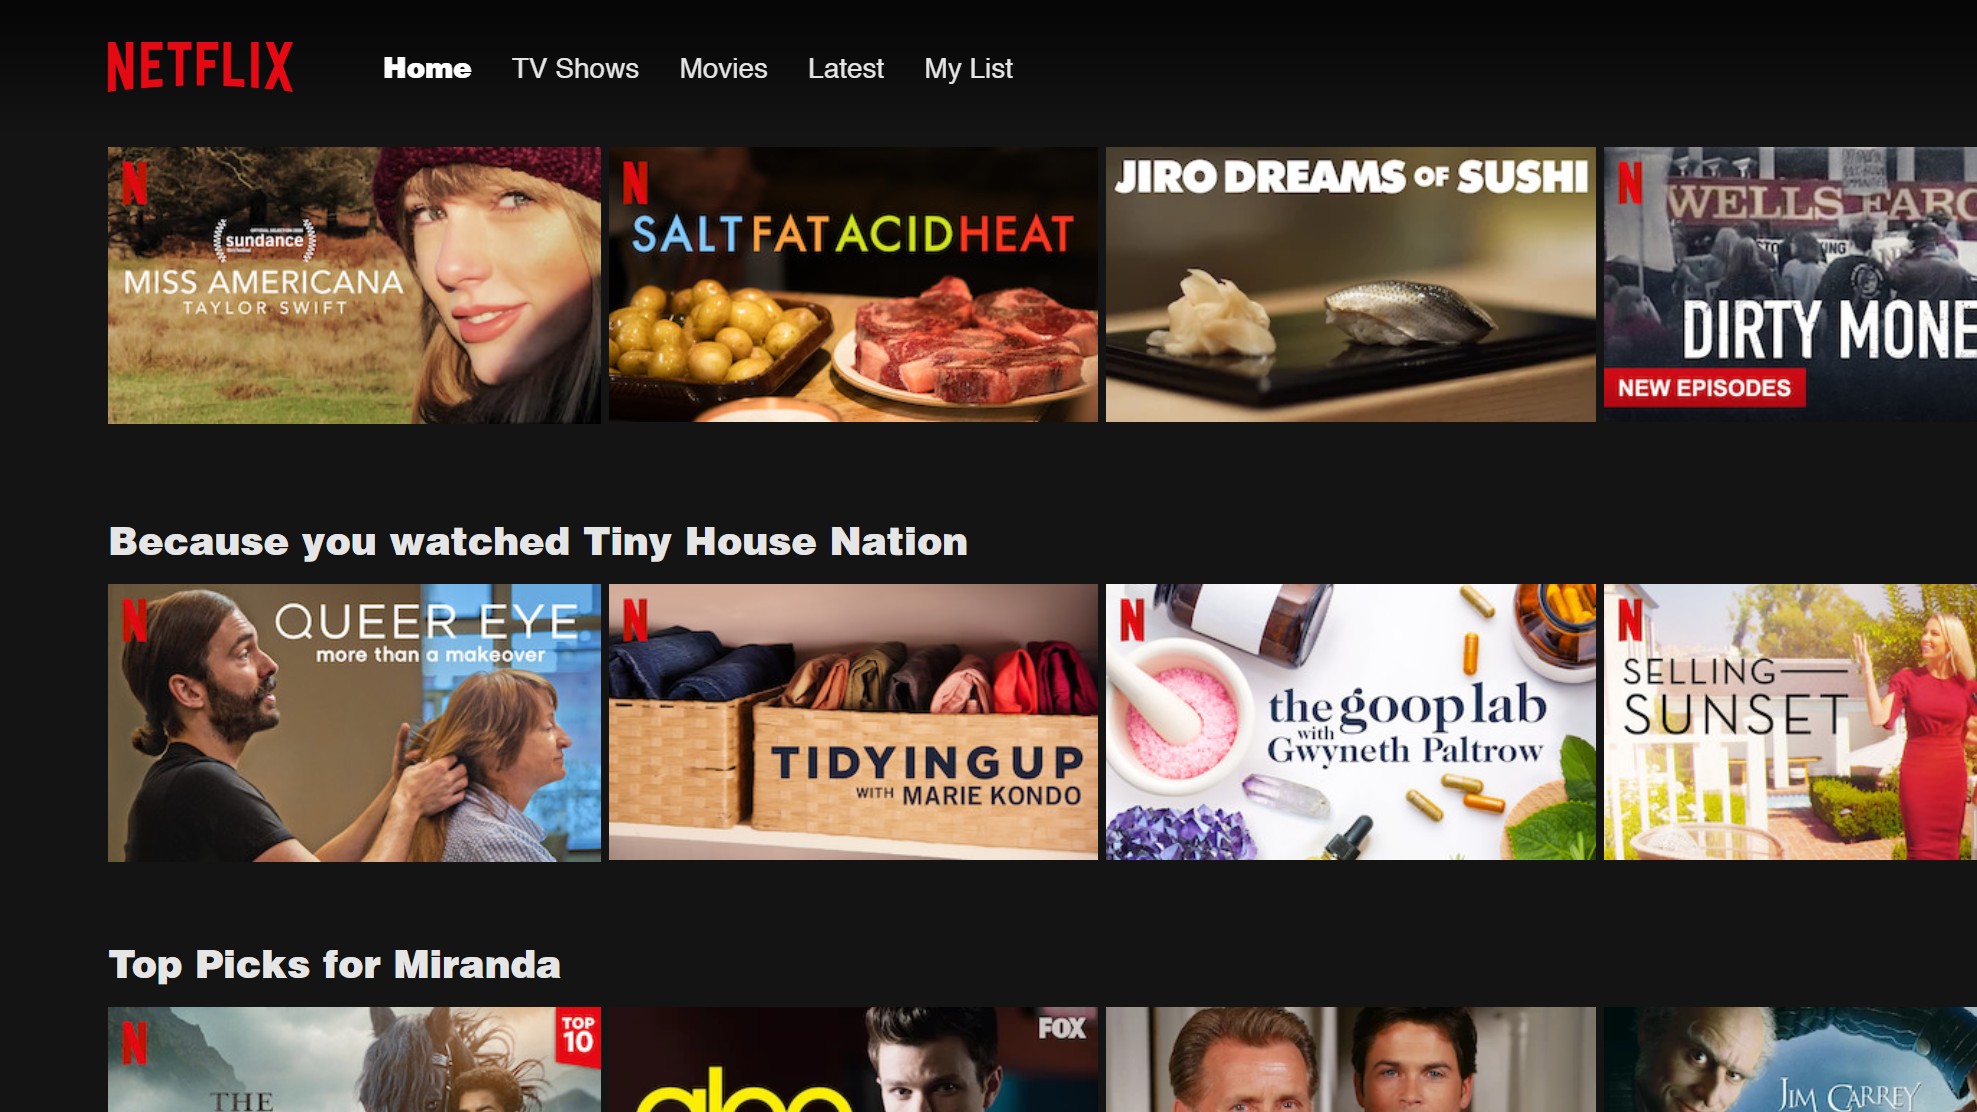 NETFLIX
Home TV Shows Movies Latest My List
N
sundance
MISS AMERICANA
TAYLOR SWIFT
N
SALT FAT ACID HEAT
JIRO DREAMS OF SUSHI
N
WELLS FARG
DIRTY MONE
NEW EPISODES
Because you watched Tiny House Nation
N
QUEER EYE
more than a makeover
N
TIDYING UP
WITH MARIE KONDO
N
the goop lab
with
Gwyneth Paltrow
N
SELLING
SUNSET
Top Picks for Miranda
N
TOP
10
THE
FOX
glee
JIM CARREY